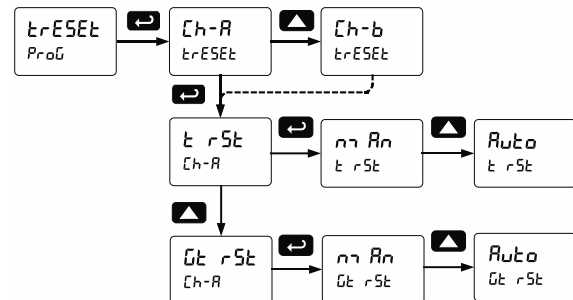 trESEt
ProG
Ch-A
trESEt
Ch-b
trESEt
t rSt
Ch-A
mAn
t rSt
Auto
t rSt
Gt rSt
Ch-A
mAn
Gt rSt
Auto
Gt rSt